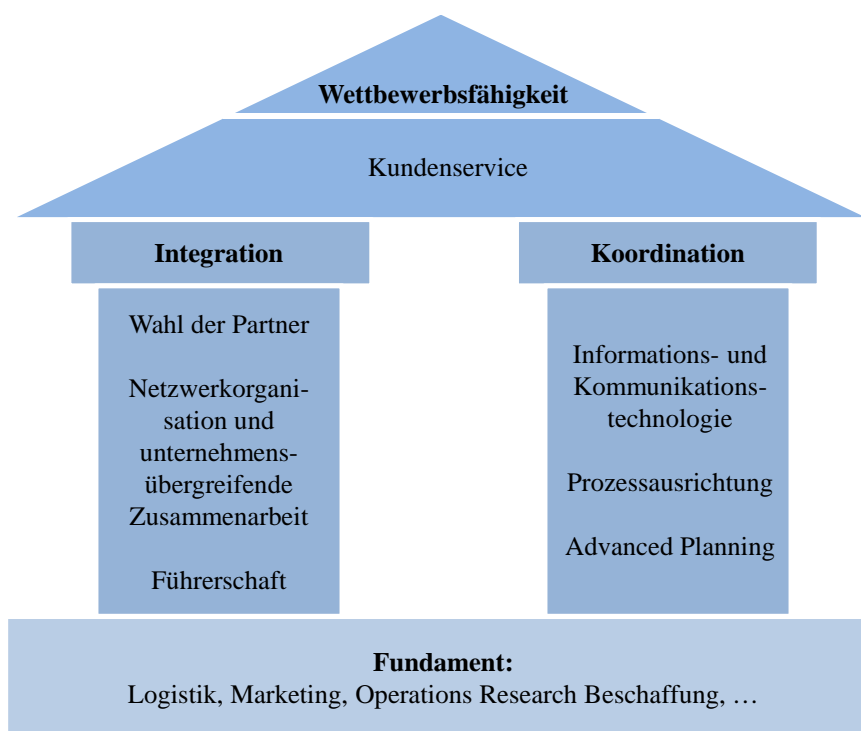 Wettbewerbsfähigkeit
Kundenservice
Integration
Wahl der Partner
Netzwerkorgani-
sation und
unternehmens-
übergreifende
Zusammenarbeit
Führerschaft
Koordination
Informations- und
Kommunikations-
technologie
Prozessausrichtung
Advanced Planning
Fundament:
Logistik, Marketing, Operations Research Beschaffung, …